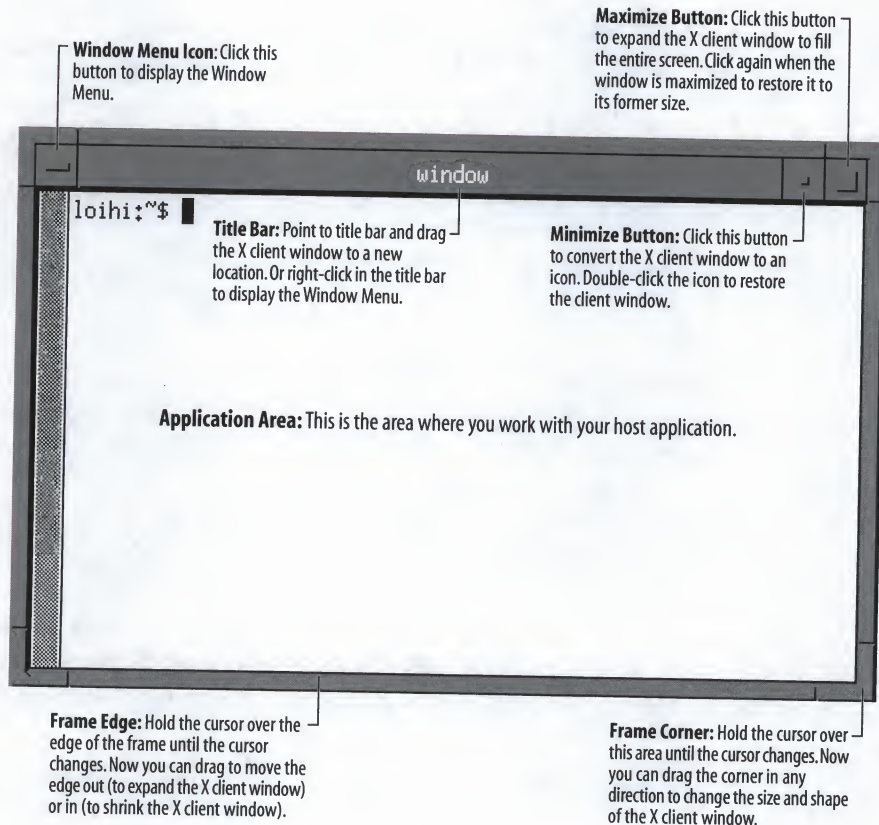 Maximize Button: Click this button
to expand the X client window to fill
the entire screen. Click again when the
window is maximized to restore it to
its former size.
Window Menu Icon: Click this
button to display the Window
Menu.
window
loihi:~$
Title Bar: Point to title bar and drag
the X client window to a new
location. Or right-click in the title bar
to display the Window Menu.
Minimize Button: Click this button
to convert the X client window to an
icon. Double-click the icon to restore
the client window.
Application Area: This is the area where you work with your host application.
Frame Edge: Hold the cursor over the
edge of the frame until the cursor
changes. Now you can drag to move the
edge out (to expand the X client window)
or in (to shrink the X client window).
Frame Corner: Hold the cursor over
this area until the cursor changes. Now
you can drag the corner in any
direction to change the size and shape
of the X client window.